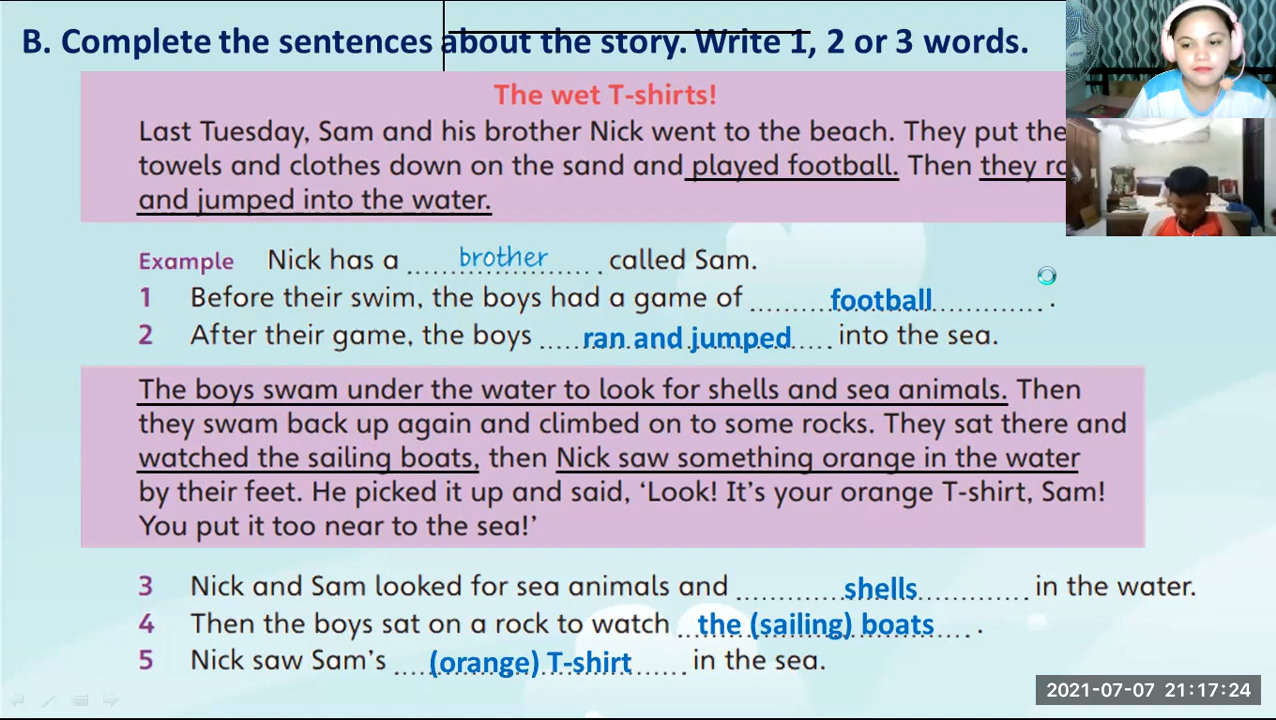 B. Complete the sentences about the story. Write 1, 2 or 3 words.
The wet T-shirts!
Last Tuesday, Sam and his brother Nick went to the beach. They put the
towels and clothes down on the sand and played football. Then they
and jumped into the water.
Example Nick has a brother called Sam.
1 Before their swim, the boys had a game of football.
2 After their game, the boys ran and jumped into the sea.
The boys swam under the water to look for shells and sea animals. Then
they swam back up again and climbed on to some rocks. They sat there and
watched the sailing boats, then Nick saw something orange in the water
by their feet. He picked it up and said, ‘Look! It’s your orange T-shirt, Sam!
You put it too near to the sea!’
3 Nick and Sam looked for sea animals and shells in the water.
4 Then the boys sat on a rock to watch the (sailing) boats.
5 Nick saw Sam’s (orange) T-shirt in the sea.
2021-07-07 21:17:24